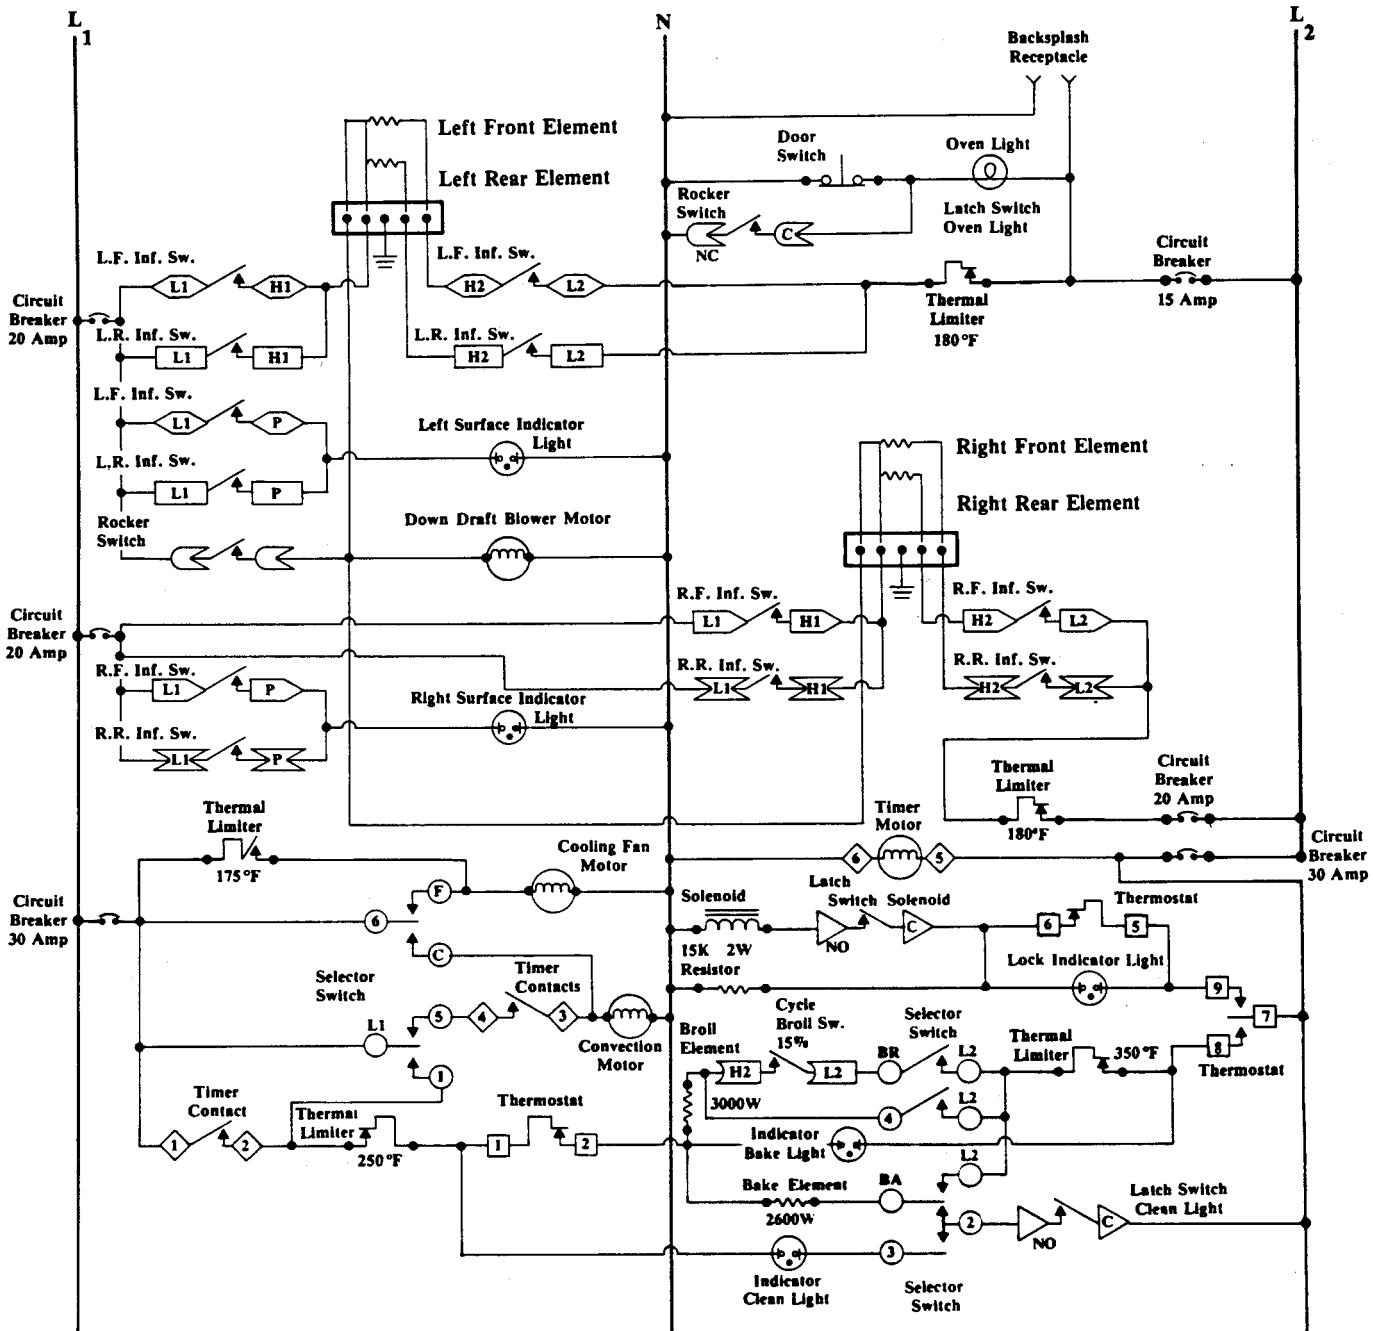 L1
N
L2
Backsplash
Receptacle
Left Front Element
Left Rear Element
Door
Switch
Oven Light
Rocker
Switch
C
NC
Latch Switch
Oven Light
L.F. Inf. Sw.
L1
H1
L.F. Inf. Sw.
H2
L2
Circuit
Breaker
15 Amp
Thermal
Limiter
180°F
Circuit
Breaker
20 Amp
L.R. Inf. Sw.
L1
H1
L.R. Inf. Sw.
H2
L2
L.F. Inf. Sw.
L1
P
Left Surface Indicator
Light
L.R. Inf. Sw.
L1
P
Right Front Element
Right Rear Element
Rocker
Switch
Down Draft Blower Motor
Circuit
Breaker
20 Amp
R.F. Inf. Sw.
L1
H1
R.F. Inf. Sw.
H2
L2
R.F. Inf. Sw.
L1
P
R.R. Inf. Sw.
L1
H1
R.R. Inf. Sw.
H2
L2
Right Surface Indicator
Light
R.R. Inf. Sw.
L1
P
Thermal
Limiter
180°F
Circuit
Breaker
20 Amp
Thermal
Limiter
175°F
Cooling Fan
Motor
Timer
Motor
6
5
Circuit
Breaker
30 Amp
Circuit
Breaker
30 Amp
F
6
C
Solenoid
Latch
Switch Solenoid
NO
C
Thermostat
6
5
15K 2W
Resistor
Lock Indicator Light
9
7
8
Thermostat
Selector
Switch
L1
5
4
Timer
Contacts
3
Convection
Motor
1
Broil
Element
Cycle
Broil Sw.
15%
H2
L2
3000W
Selector
Switch
BR
L2
4
L2
Thermal
Limiter
350°F
Timer
Contact
1
2
Thermal
Limiter
250°F
Thermostat
1
2
Indicator
Bake Light
L2
Bake Element
2600W
BA
2
NO
C
Latch Switch
Clean Light
3
Indicator
Clean Light
Selector
Switch